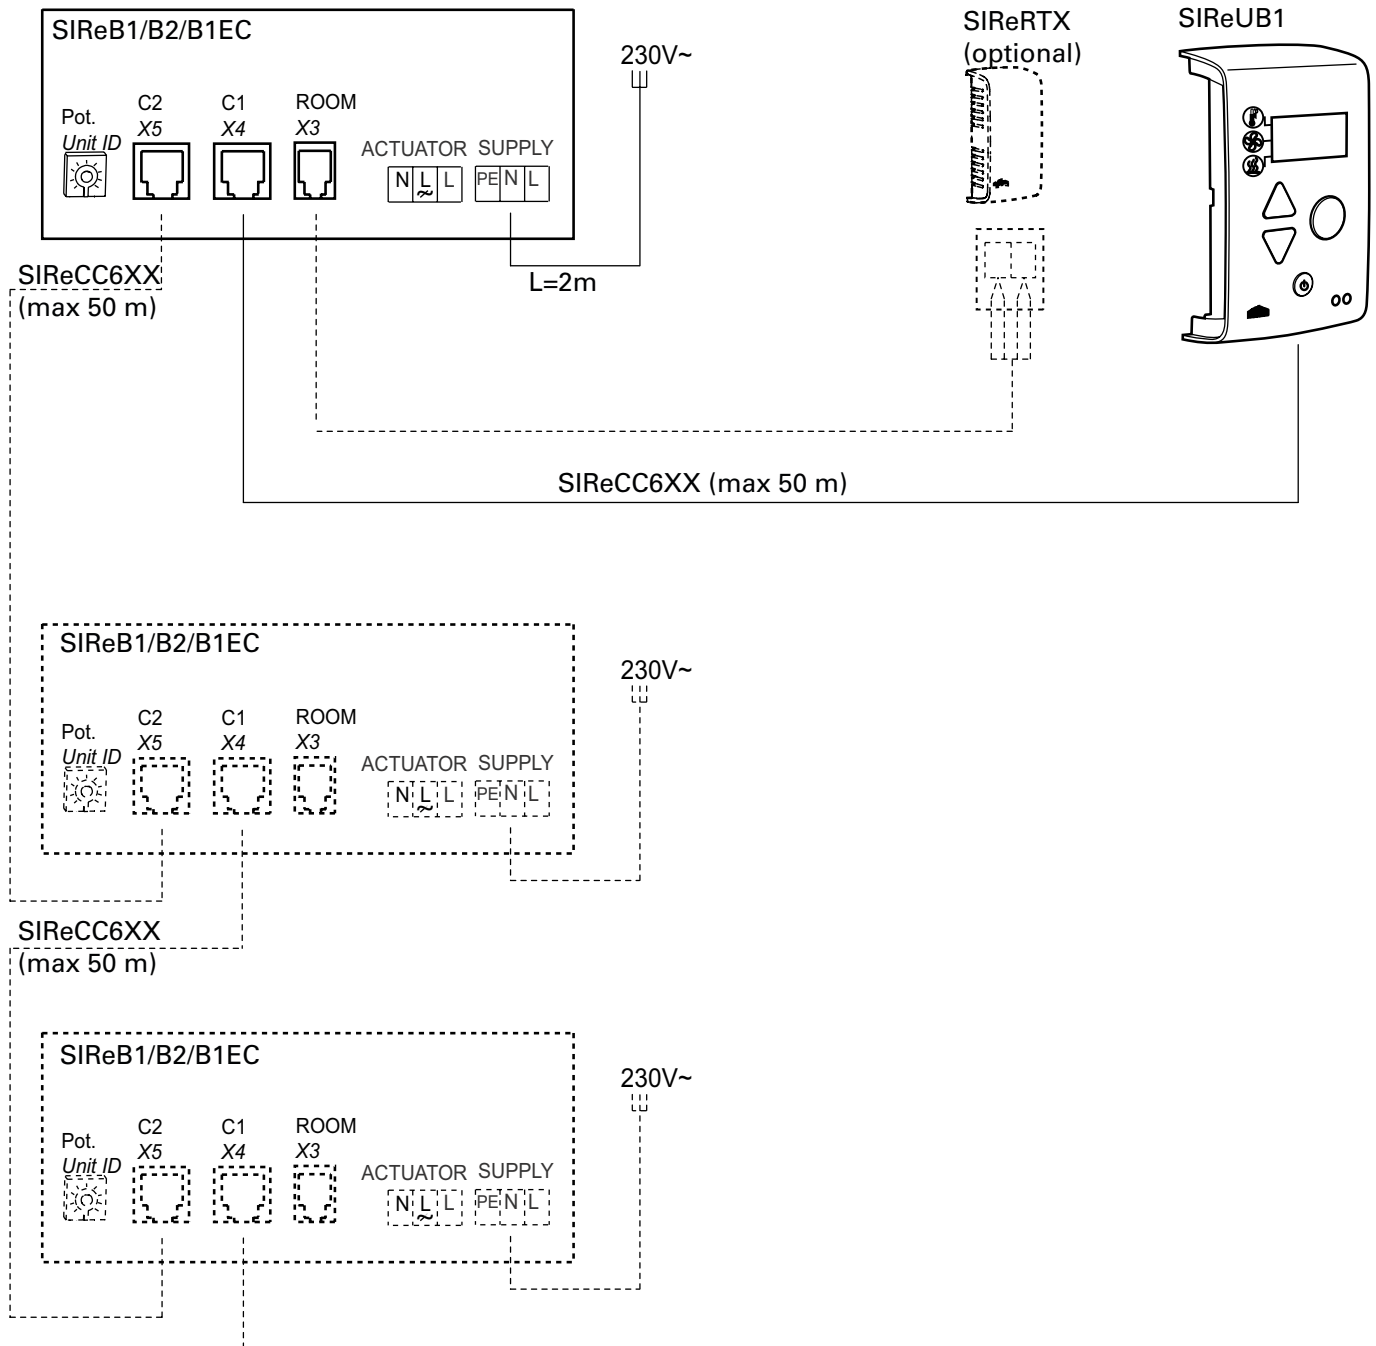 SIReB1/B2/B1EC
230V~
SIReRTX
(optional)
SIReUB1
Pot.
Unit ID
C2
X5
C1
X4
ROOM
X3
ACTUATOR SUPPLY
N L L
~
PE N L
L=2m
SIReCC6XX
(max 50 m)
SIReCC6XX (max 50 m)
SIReB1/B2/B1EC
230V~
Pot.
Unit ID
C2
X5
C1
X4
ROOM
X3
ACTUATOR SUPPLY
N L L
~
PE N L
SIReCC6XX
(max 50 m)
SIReB1/B2/B1EC
230V~
Pot.
Unit ID
C2
X5
C1
X4
ROOM
X3
ACTUATOR SUPPLY
N L L
~
PE N L